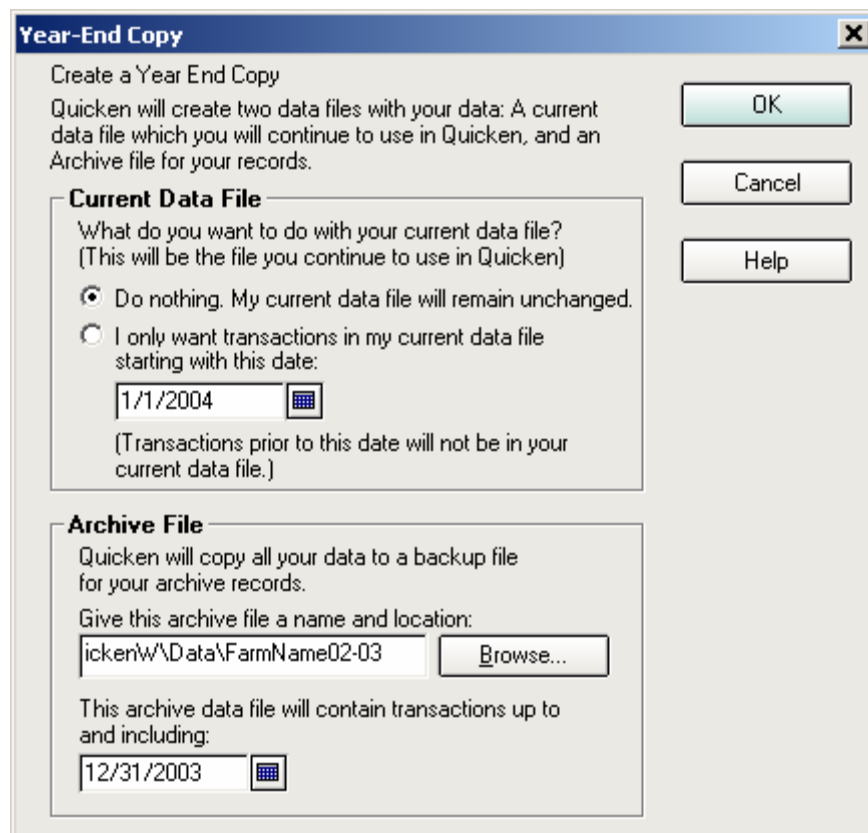 Year-End Copy
Create a Year End Copy
Quicken will create two data files with your data: A current
data file which you will continue to use in Quicken, and an
Archive file for your records.
OK
Cancel
Help
Current Data File
What do you want to do with your current data file?
(This will be the file you continue to use in Quicken)
Do nothing. My current data file will remain unchanged.
I only want transactions in my current data file
starting with this date:
1/1/2004
(Transactions prior to this date will not be in your
current data file.)
Archive File
Quicken will copy all your data to a backup file
for your archive records.
Give this archive file a name and location:
ickenW\Data\FarmName02-03
Browse...
This archive data file will contain transactions up to
and including:
12/31/2003